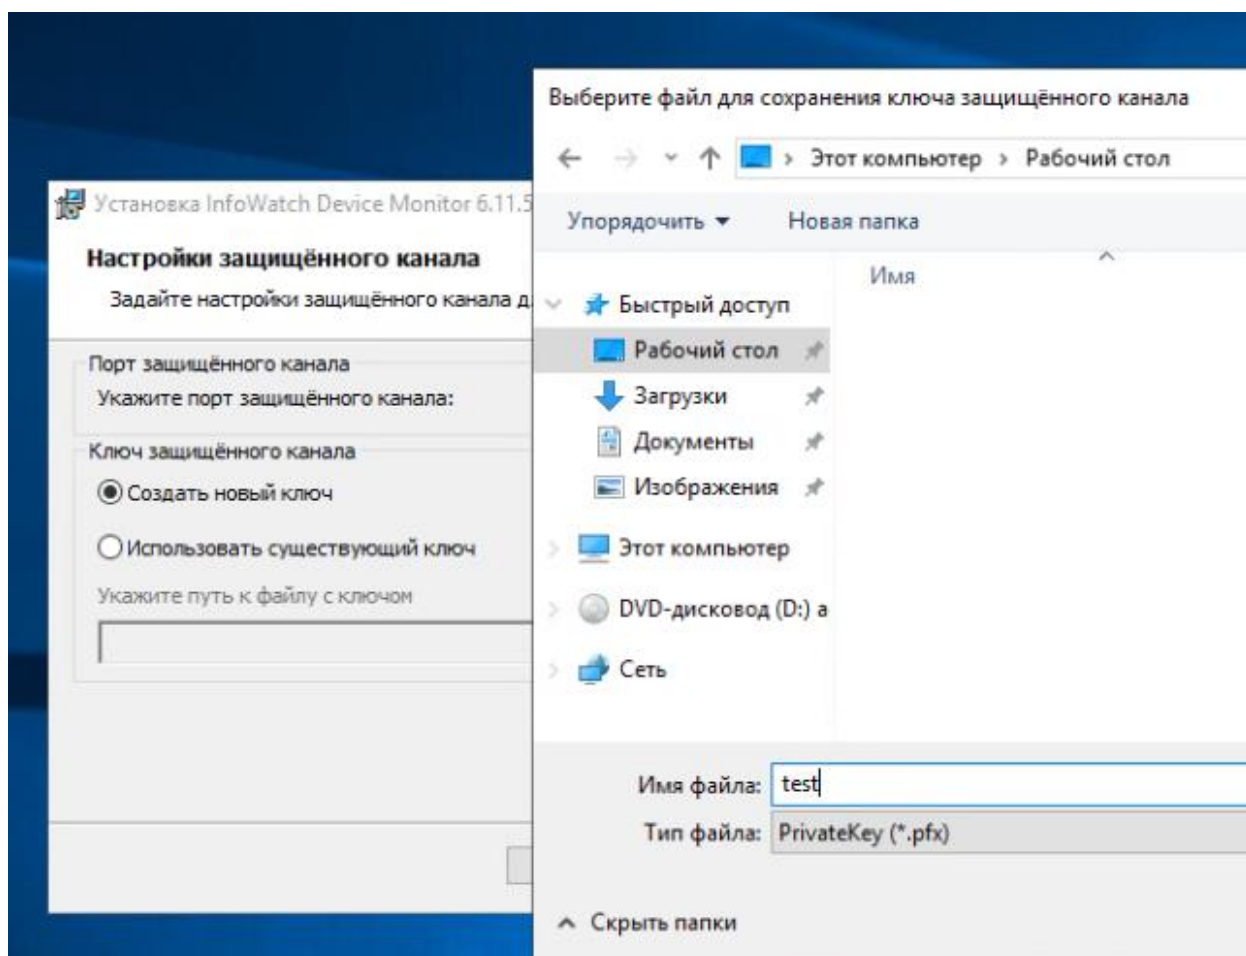 Выберите файл для сохранения ключа защищённого канала
Этот компьютер > Рабочий стол
Упорядочить
Новая папка
Имя
Быстрый доступ
Рабочий стол
Загрузки
Документы
Изображения
Этот компьютер
DVD-дисковод (D:) a
Сеть
Имя файла: test
Тип файла: PrivateKey (*.pfx)
Скрыть папки
Установка InfoWatch Device Monitor 6.11.5
Настройки защищённого канала
Задайте настройки защищённого канала д
Порт защищённого канала
Укажите порт защищённого канала:
Ключ защищённого канала
Создать новый ключ
Использовать существующий ключ
Укажите путь к файлу с ключом